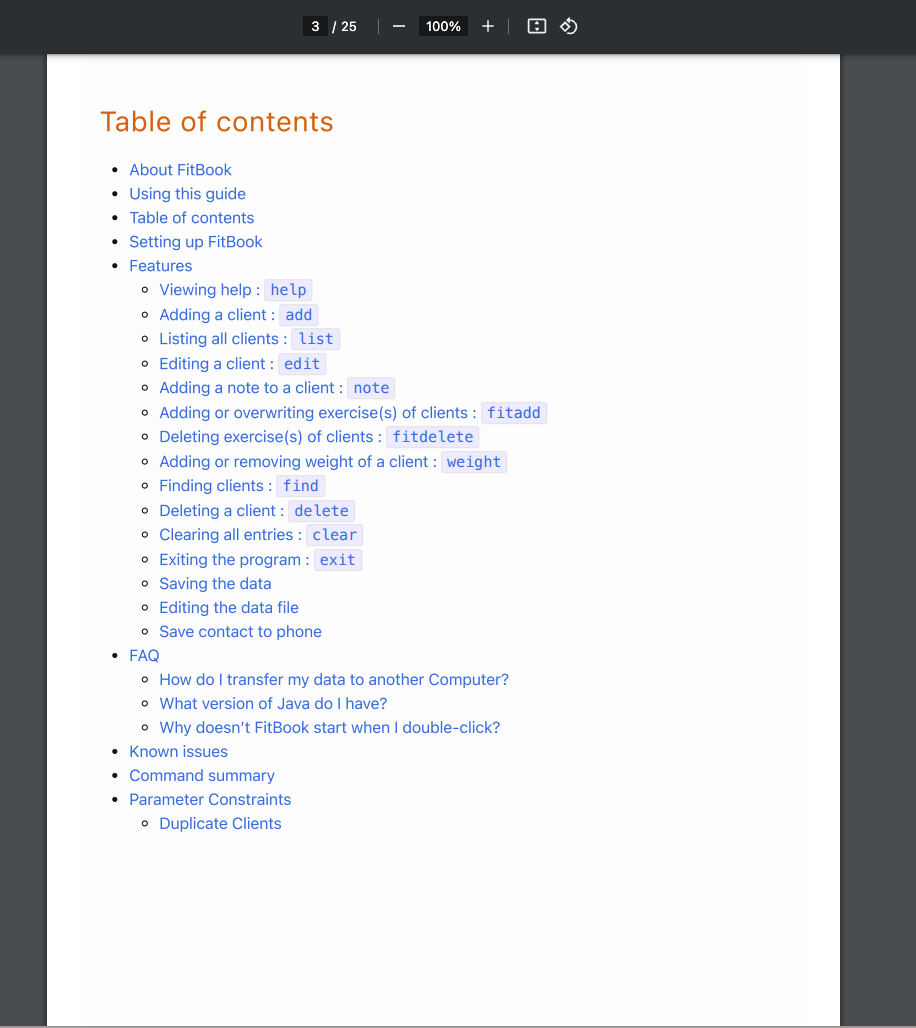 3 / 25 100%
Table of contents
About FitBook
Using this guide
Table of contents
Setting up FitBook
Features
Viewing help : help
Adding a client : add
Listing all clients : list
Editing a client : edit
Adding a note to a client : note
Adding or overwriting exercise(s) of clients : fitadd
Deleting exercise(s) of clients : fitdelete
Adding or removing weight of a client : weight
Finding clients : find
Deleting a client : delete
Clearing all entries : clear
Exiting the program : exit
Saving the data
Editing the data file
Save contact to phone
FAQ
How do I transfer my data to another Computer?
What version of Java do I have?
Why doesn’t FitBook start when I double-click?
Known issues
Command summary
Parameter Constraints
Duplicate Clients